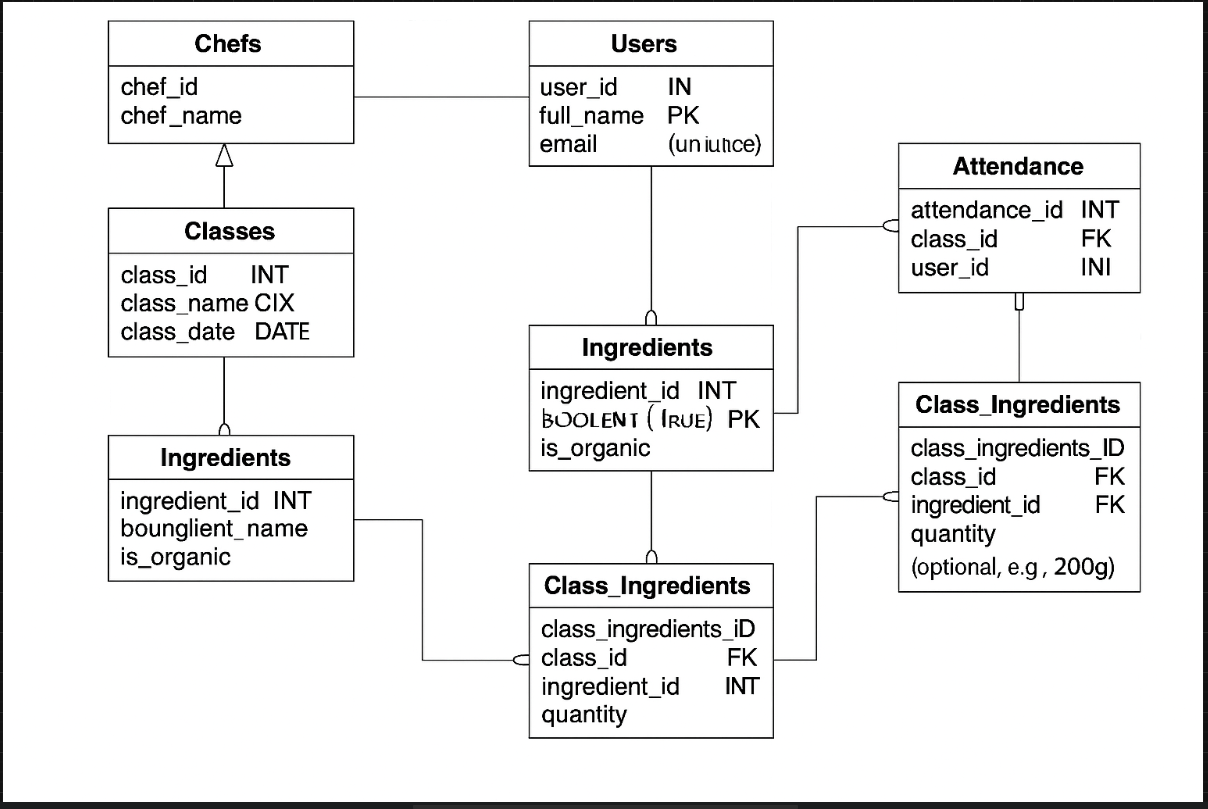 Chefs
chef_id
chef_name
Users
user_id IN
full_name PK
email (uniutice)
Attendance
attendance_id INT
class_id FK
user_id INI
Classes
class_id INT
class_name CIX
class_date DATE
Ingredients
ingredient_id INT
BOOLENT (IRUE) PK
is_organic
Class_Ingredients
class_ingredients_ID
class_id FK
ingredient_id FK
quantity
(optional, e.g, 200g)
Ingredients
ingredient_id INT
bounglient_name
is_organic
Class_Ingredients
class_ingredients_iD
class_id FK
ingredient_id INT
quantity